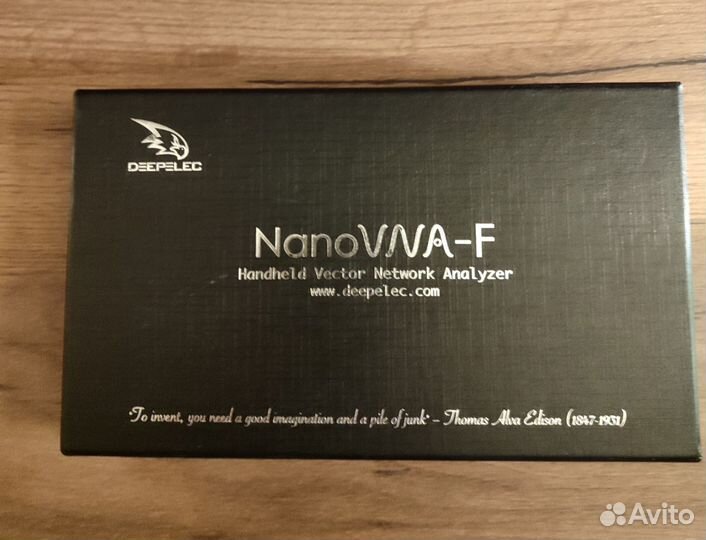 DEEPELEC
NanoVNA-F
Handheld Vector Network Analyzer
www.deepelec.com
"To invent, you need a good imagination and a pile of junk" – Thomas Alva Edison (1847-1931)
Avito